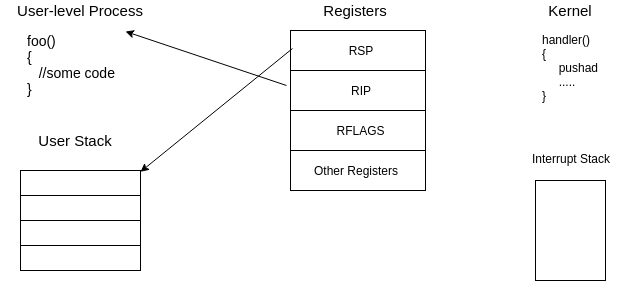 User-level Process
foo()
{
//some code
}
User Stack
Registers
RSP
RIP
RFLAGS
Other Registers
Kernel
handler()
{
pushad
.....
}
Interrupt Stack